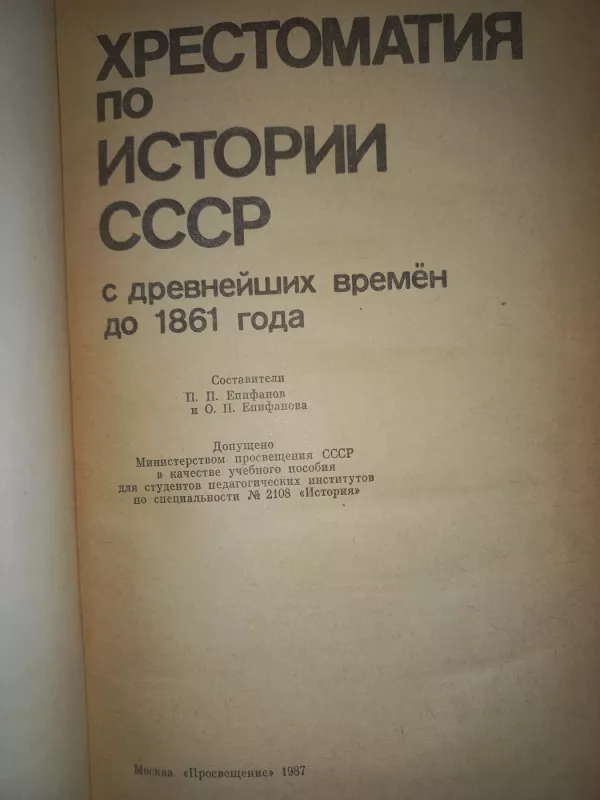 ХРЕСТОМАТИЯ
по
ИСТОРИИ
СССР
с древнейших времён
до 1861 года
Составители
П. П. Епифанов
и О. П. Епифанова
Допущено
Министерством просвещения СССР
в качестве учебного пособия
для студентов педагогических институтов
по специальности № 2108 «История»
Москва «Просвещение» 1987